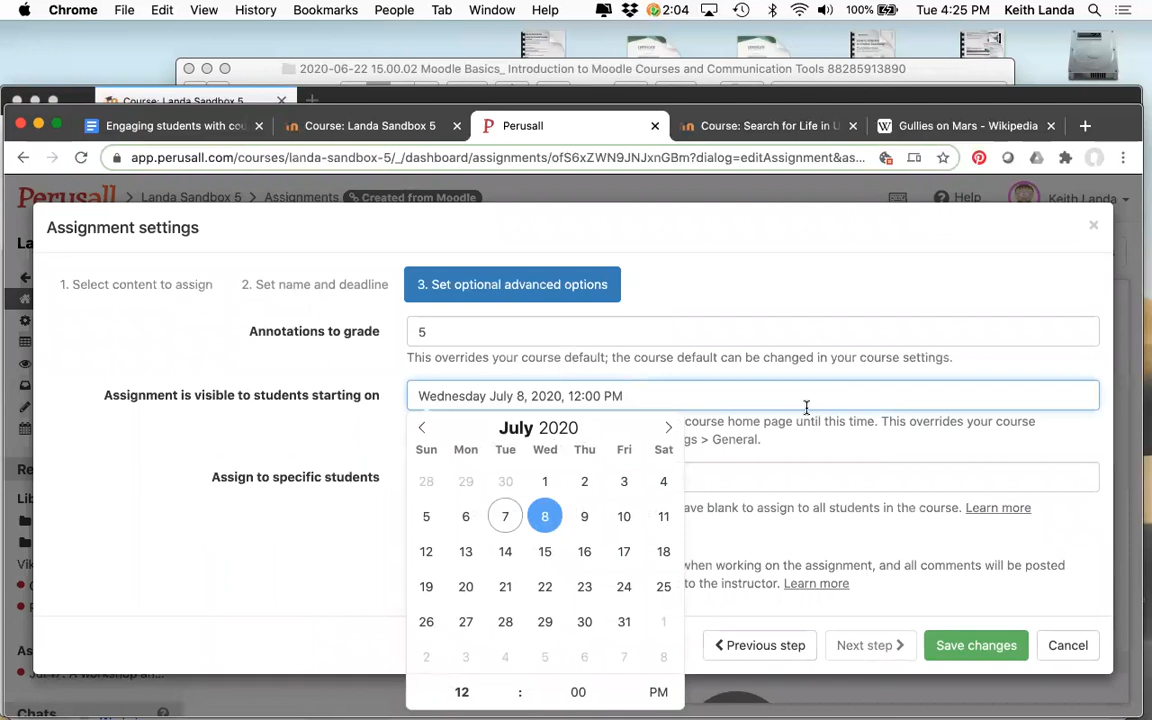 Chrome File Edit View History Bookmarks People Tab Window Help 2:04 100% Tue 4:25 PM Keith Landa
2020-06-22 15.00.02 Moodle Basics_ Introduction to Moodle Courses and Communication Tools 88285913890
Course: Landa Sandbox 5
Engaging students with co Course: Landa Sandbox 5 Perusall Course: Search for Life in U Gullies on Mars - Wikipedia
app.perusall.com/courses/landa-sandbox-5/_/dashboard/assignments/ofS6xZWN9JNJxnGBm?dialog=editAssignment&as...
Perusall Landa Sandbox 5 Assignments Created from Moodle Help Keith Landa
La
Assignment settings
1. Select content to assign 2. Set name and deadline 3. Set optional advanced options
Annotations to grade 5
This overrides your course default; the course default can be changed in your course settings.
Assignment is visible to students starting on Wednesday July 8, 2020, 12:00 PM
course home page until this time. This overrides your course
gs > General.
July 2020
Sun Mon Tue Wed Thu Fri Sat
28 29 30 1 2 3 4
5 6 7 8 9 10 11
12 13 14 15 16 17 18
19 20 21 22 23 24 25
26 27 28 29 30 31 1
2 3 4 5 6 7 8
12 : 00 PM
Assign to specific students
ave blank to assign to all students in the course. Learn more
when working on the assignment, and all comments will be posted
to the instructor. Learn more
Re
Lib
Vik
As
Previous step Next step Save changes Cancel
Chats